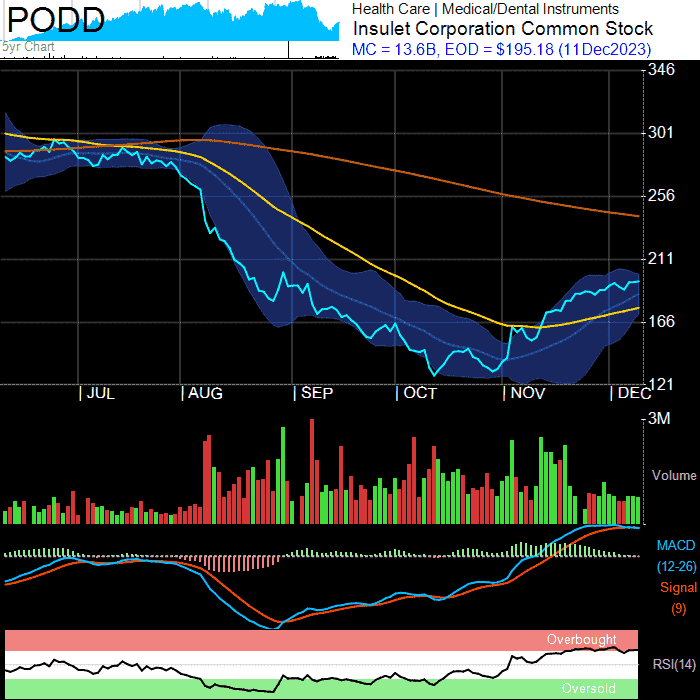 PODD
5yr Chart
Health Care | Medical/Dental Instruments
Insulet Corporation Common Stock
MC = 13.6B, EOD = $195.18 (11Dec2023)
346
301
256
211
166
121
JUL
AUG
SEP
OCT
NOV
DEC
3M
Volume
MACD
(12-26)
Signal
(9)
Overbought
RSI(14)
Oversold